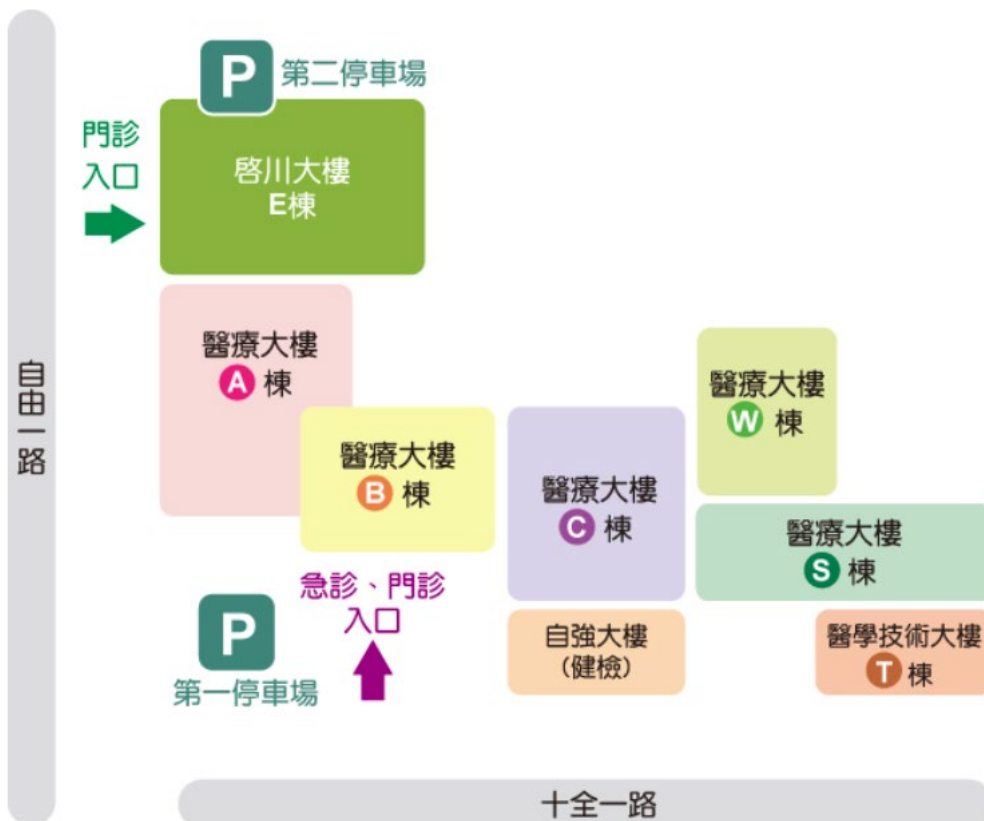 P 第二停車場
門診
入口
啓川大樓
E棟
自由一路
醫療大樓
A 棟
醫療大樓
B 棟
醫療大樓
C 棟
醫療大樓
W 棟
醫療大樓
S 棟
急診、門診
入口
P
第一停車場
自強大樓
(健檢)
醫學技術大樓
T 棟
十全一路